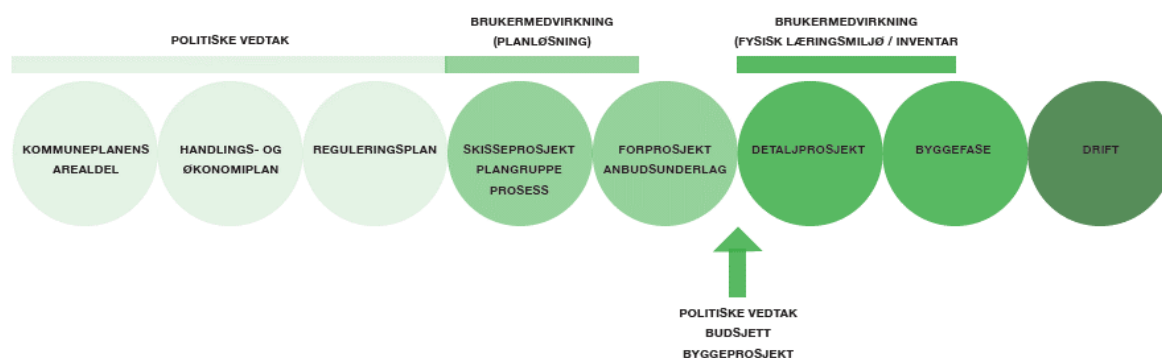 POLITISKE VEDTAK
BRUKERMEDVIRKNING
(PLANLØSNING)
BRUKERMEDVIRKNING
(FYSISK LÆRINGSMILJØ / INVENTAR
KOMMUNEPLANENS
AREALDEL
HANDLINGS- OG
ØKONOMIPLAN
REGULERINGSPLAN
SKISSEPROSJEKT
PLANGRUPPE
PROSESS
FORPROSJEKT
ANBUDSUNDERLAG
DETALJPROSJEKT
BYGGEFASE
DRIFT
POLITISKE VEDTAK
BUDSJETT
BYGGEPROSJEKT